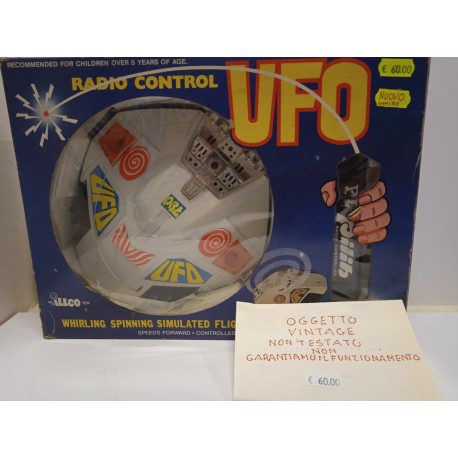 RECOMMENDED FOR CHILDREN OVER 5 YEARS OF AGE.
RADIO CONTROL
UFO
€ 60.00
NUOVO
UFO
UFO
ILLCO TOY
WHIRLING SPINNING SIMULATED FLIG
SPEEDS FORWARD • CONTROLLED
OGGETTO
VINTAGE
NON TESTATO
NON
GARANTIAMO IL FUNZIONAMENTO
€ 60.00